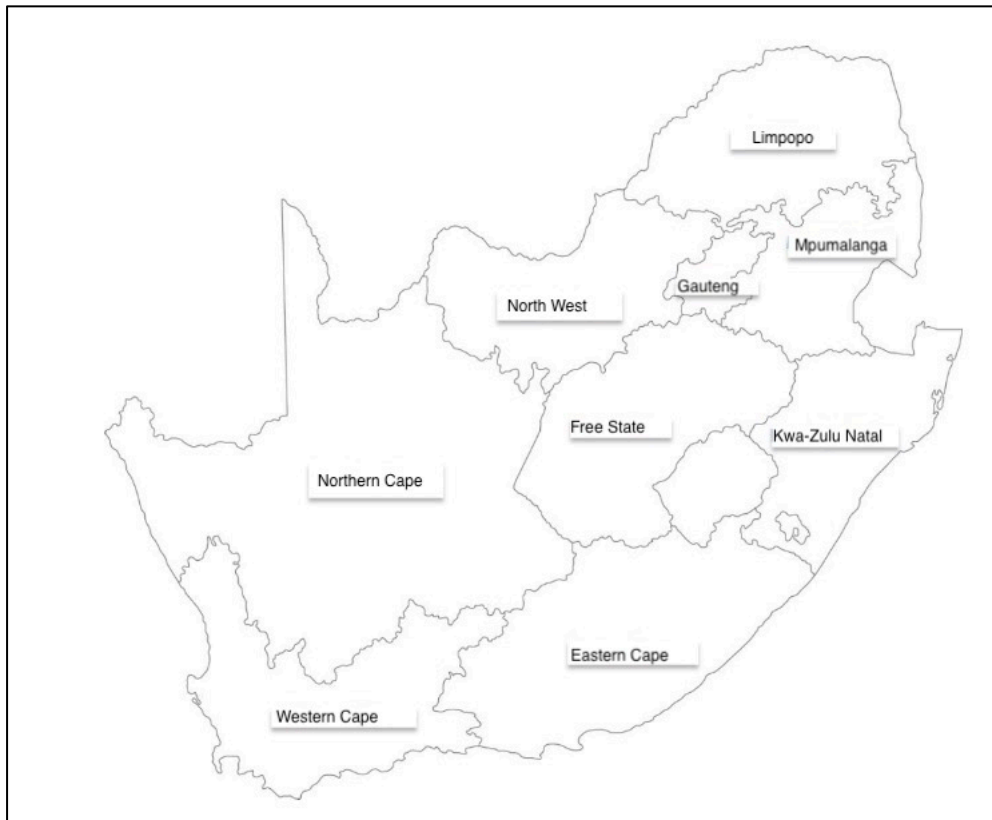 Limpopo
Mpumalanga
Gauteng
North West
Free State
Kwa-Zulu Natal
Northern Cape
Eastern Cape
Western Cape